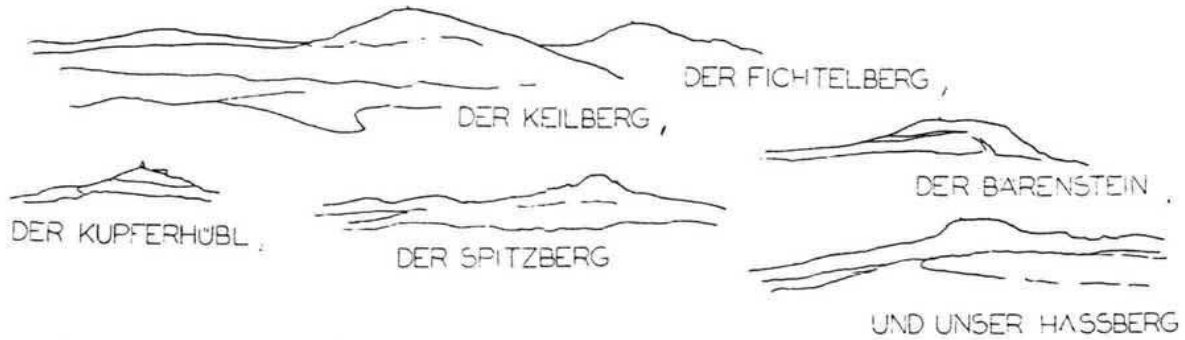 DER FICHTELBERG,
DER KEILBERG,
DER BÄRENSTEIN,
DER KUPFERHÜBL,
DER SPITZBERG
UND UNSER HASSBERG